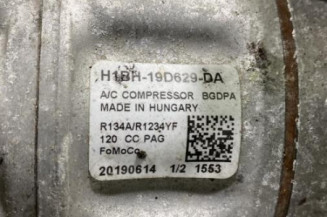 H1BH-19D629-DA
A/C COMPRESSOR BGDPA
MADE IN HUNGARY
R134A/R1234YF
120 CC PAG
FoMoCo
20190614 1/2 1553